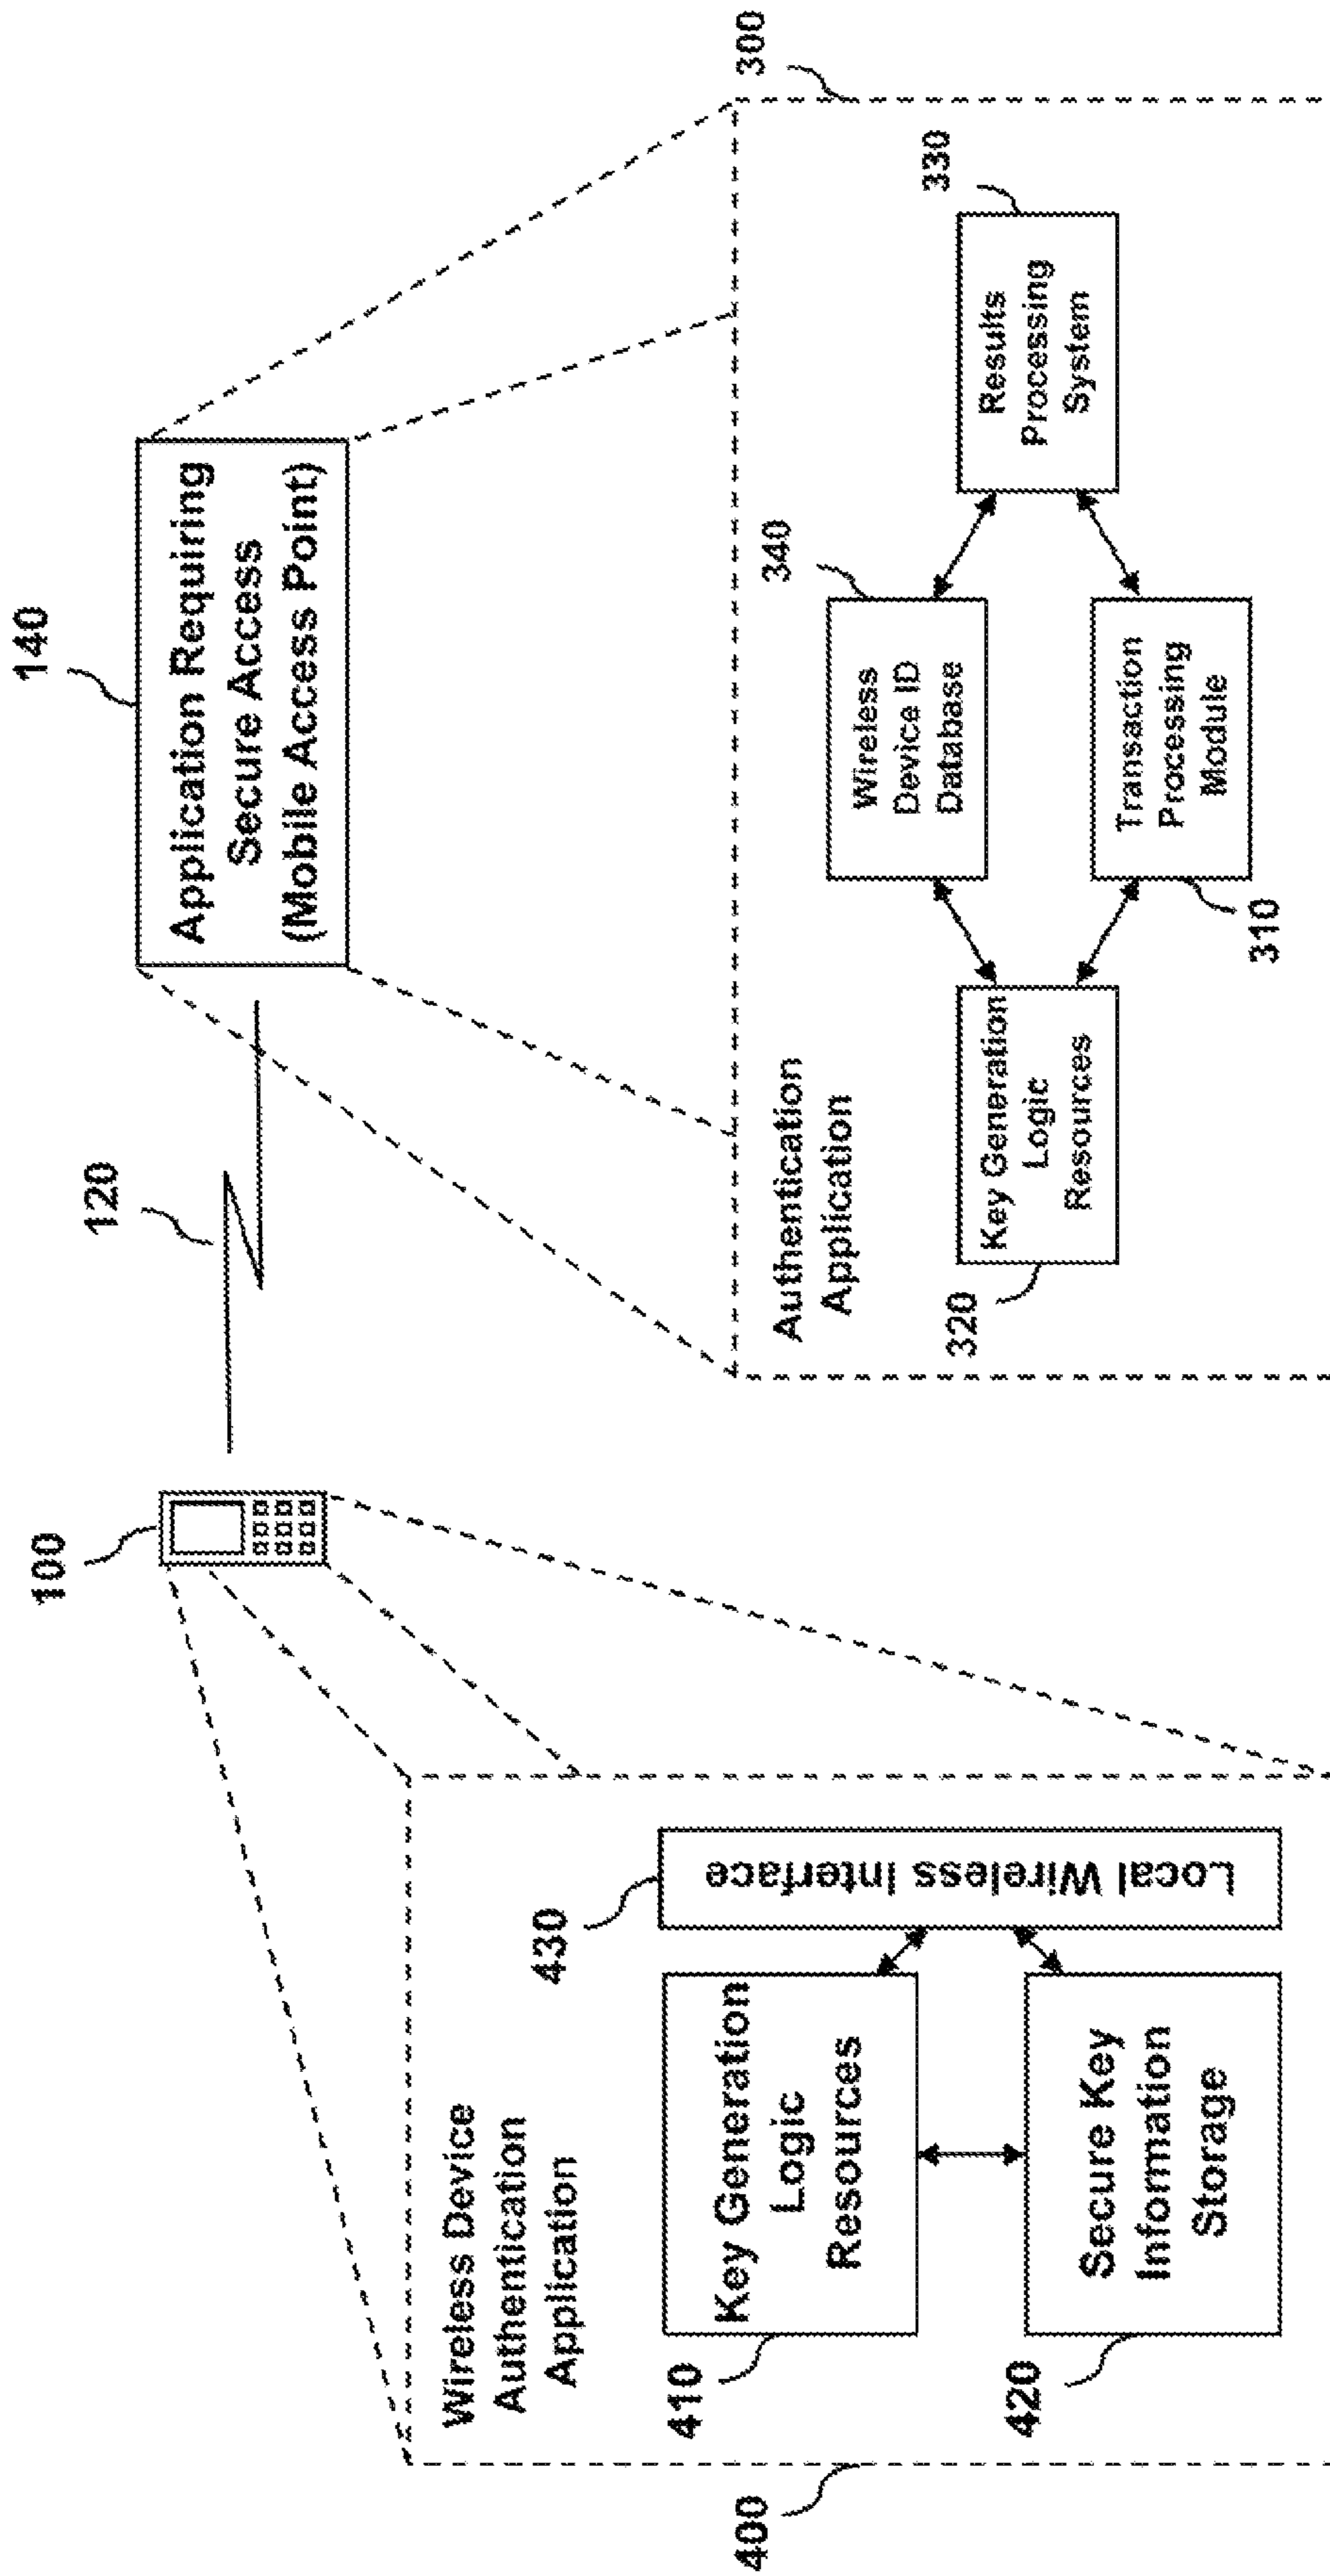 100
120
140
Application Requiring
Secure Access
(Mobile Access Point)
Wireless Device
Authentication
Application
400
410
Key Generation
Logic
Resources
420
Secure Key
Information
Storage
430
Local Wireless Interface
300
Authentication
Application
320
Key Generation
Logic
Resources
340
Wireless
Device ID
Database
310
Transaction
Processing
Module
330
Results
Processing
System